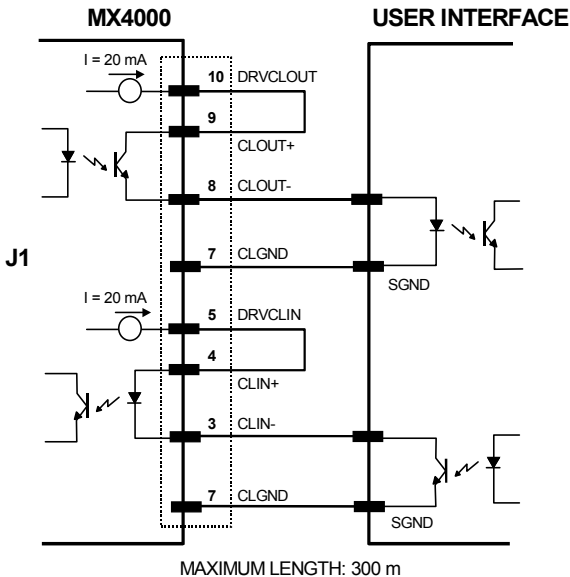 MX4000 USER INTERFACE
I = 20 mA
10 DRVCLOUT
9
CLOUT+
8 CLOUT-
7 CLGND
J1
SGND
I = 20 mA
5 DRVCLIN
4
CLIN+
3 CLIN-
7 CLGND
SGND
MAXIMUM LENGTH: 300 m